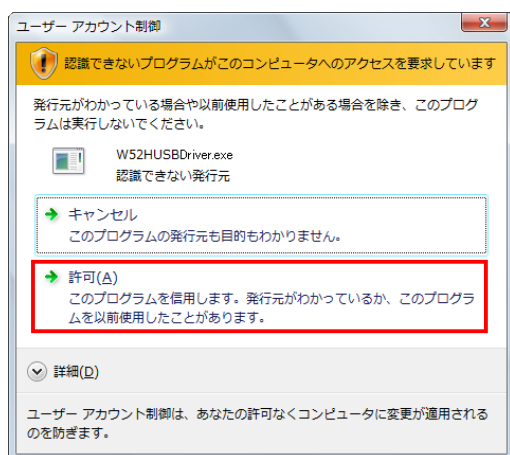 ユーザー アカウント制御
認識できないプログラムがこのコンピュータへのアクセスを要求しています
発行元がわかっている場合や以前使用したことがある場合を除き、このプログ
ラムは実行しないでください。
W52HUSBDriver.exe
認識できない発行元
キャンセル
このプログラムの発行元も目的もわかりません。
許可(A)
このプログラムを信用します。発行元がわかっているか、このプログラ
ムを以前使用したことがあります。
詳細(D)
ユーザー アカウント制御は、あなたの許可なくコンピュータに変更が適用される
のを防ぎます。